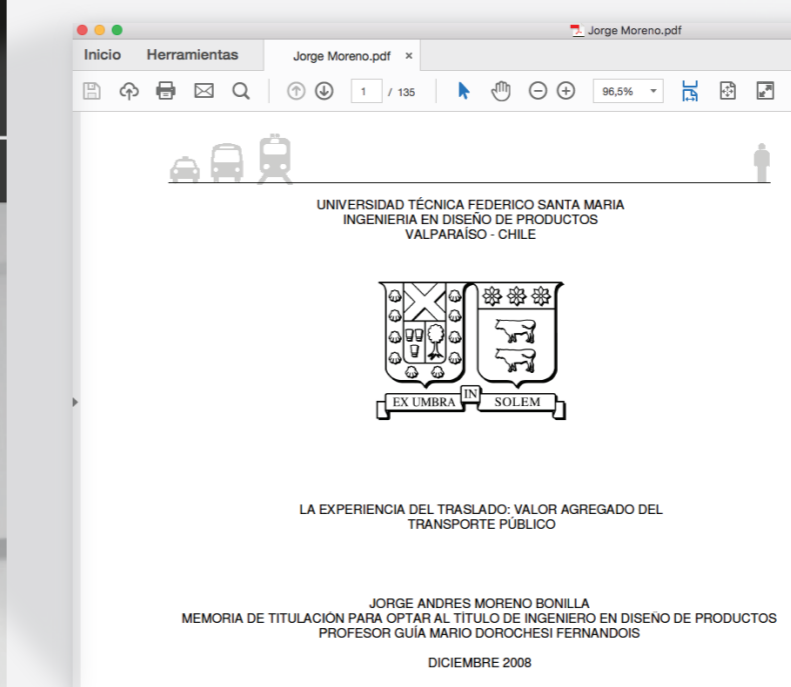 Jorge Moreno.pdf
Inicio Herramientas Jorge Moreno.pdf ×
1 / 135 96,5%
UNIVERSIDAD TÉCNICA FEDERICO SANTA MARIA
INGENIERIA EN DISEÑO DE PRODUCTOS
VALPARAÍSO - CHILE
EX UMBRA IN SOLEM
LA EXPERIENCIA DEL TRASLADO: VALOR AGREGADO DEL
TRANSPORTE PÚBLICO
JORGE ANDRES MORENO BONILLA
MEMORIA DE TITULACIÓN PARA OPTAR AL TÍTULO DE INGENIERO EN DISEÑO DE PRODUCTOS
PROFESOR GUÍA MARIO DOROCHESI FERNANDOIS
DICIEMBRE 2008